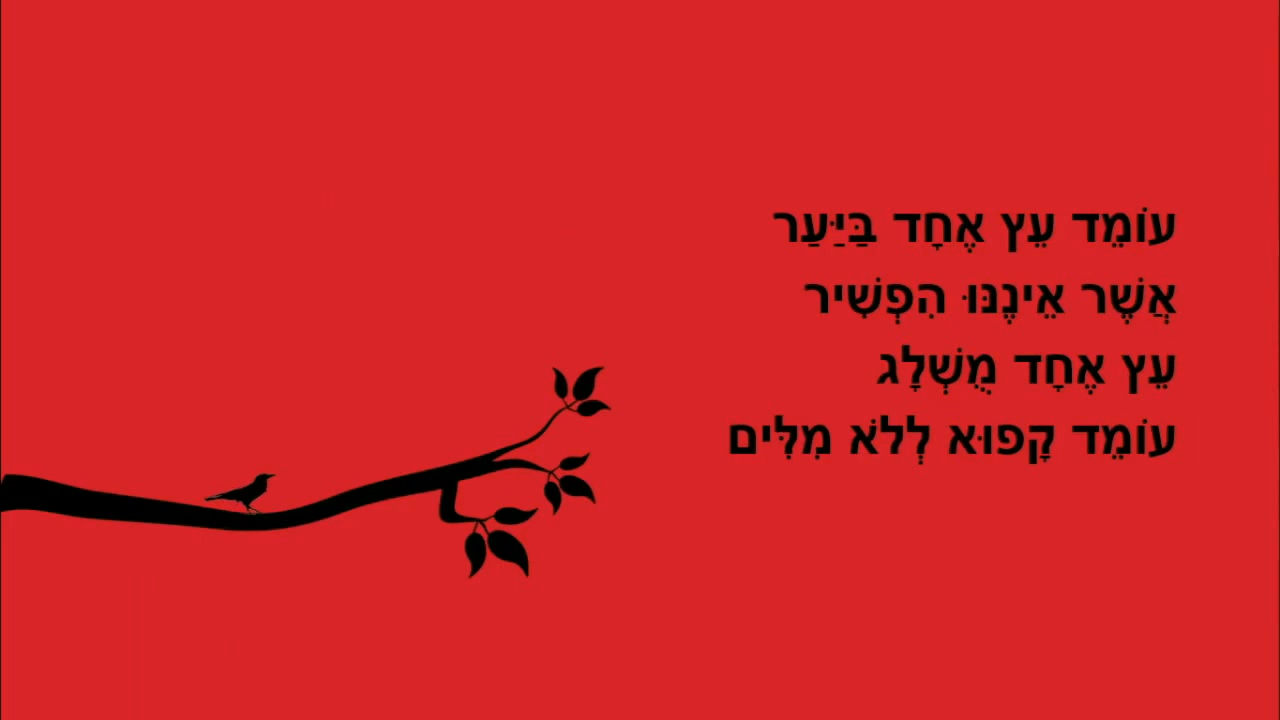 עוֹמֵד עֵץ אֶחָד בַּיַּעַר
אֲשֶׁר אֵינֶנּוּ הִפְשִׁיר
עֵץ אֶחָד מֻשְׁלָג
עוֹמֵד קָפוּא לְלֹא מִלִּים